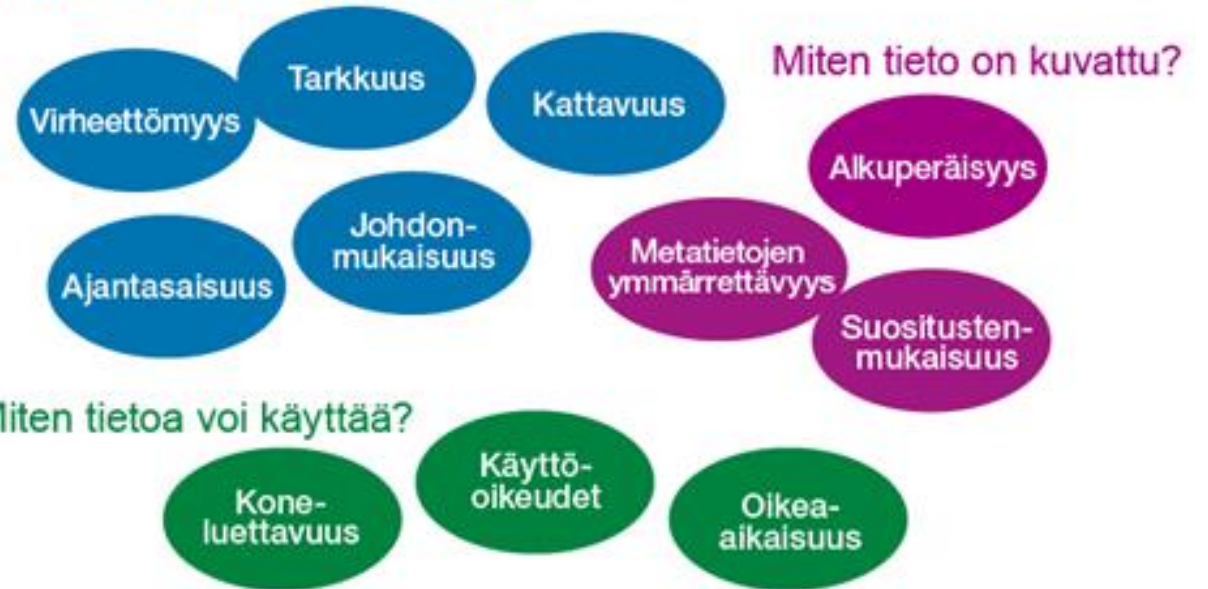 Virheettömyys
Tarkkuus
Kattavuus
Ajantasaisuus
Johdon-
mukaisuus
Miten tieto on kuvattu?
Alkuperäisyys
Metatietojen
ymmärrettävyys
Suositusten-
mukaisuus
Miten tietoa voi käyttää?
Kone-
luettavuus
Käyttö-
oikeudet
Oikea-
aikaisuus